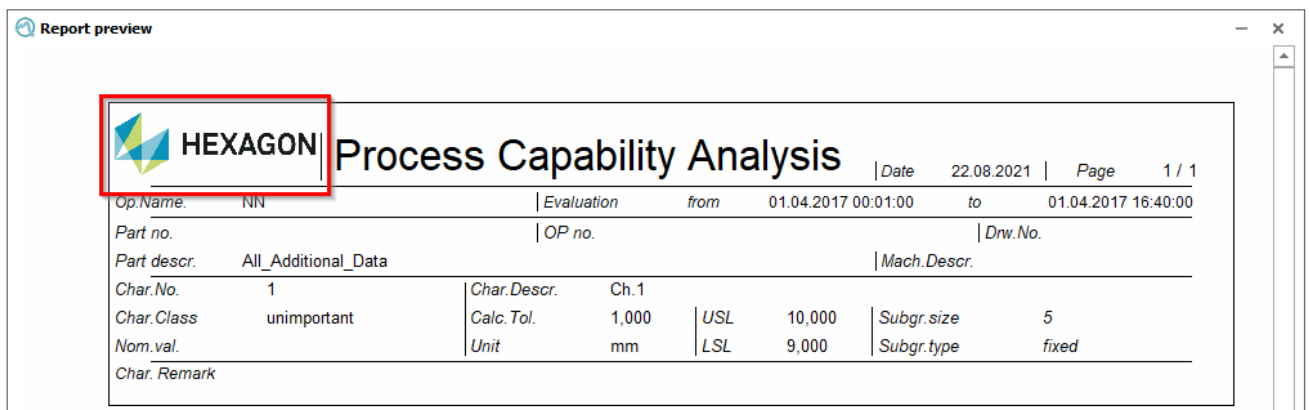 Report preview
HEXAGON
Process Capability Analysis Date 22.08.2021 Page 1 / 1
Op.Name. NN Evaluation from 01.04.2017 00:01:00 to 01.04.2017 16:40:00
Part no. OP no. Drw.No.
Part descr. All_Additional_Data Mach.Descr.
Char.No. 1 Char.Descr. Ch.1
Char.Class unimportant Calc.Tol. 1,000 USL 10,000 Subgr.size 5
Nom.val. Unit mm LSL 9,000 Subgr.type fixed
Char. Remark